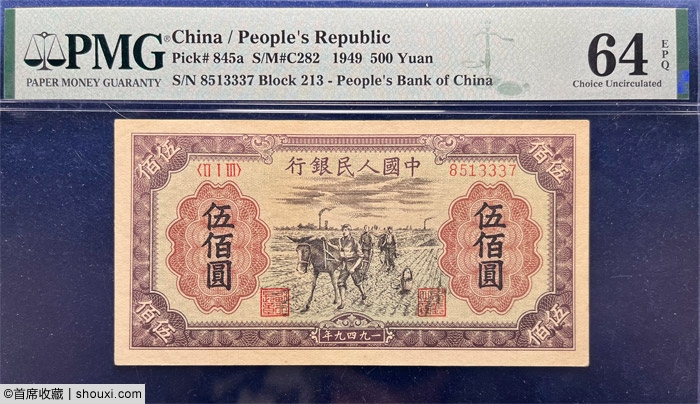 PMG®
PAPER MONEY GUARANTY
China / People's Republic
Pick# 845a S/M#C282 1949 500 Yuan
S/N 8513337 Block 213 - People's Bank of China
64 EPQ
Choice Uncirculated
伍佰
中國人民銀行
伍佰
〈II I III〉
8513337
伍佰圓
伍佰圓
伍佰
一九四九年
伍佰
@首席收藏 | shouxi.com